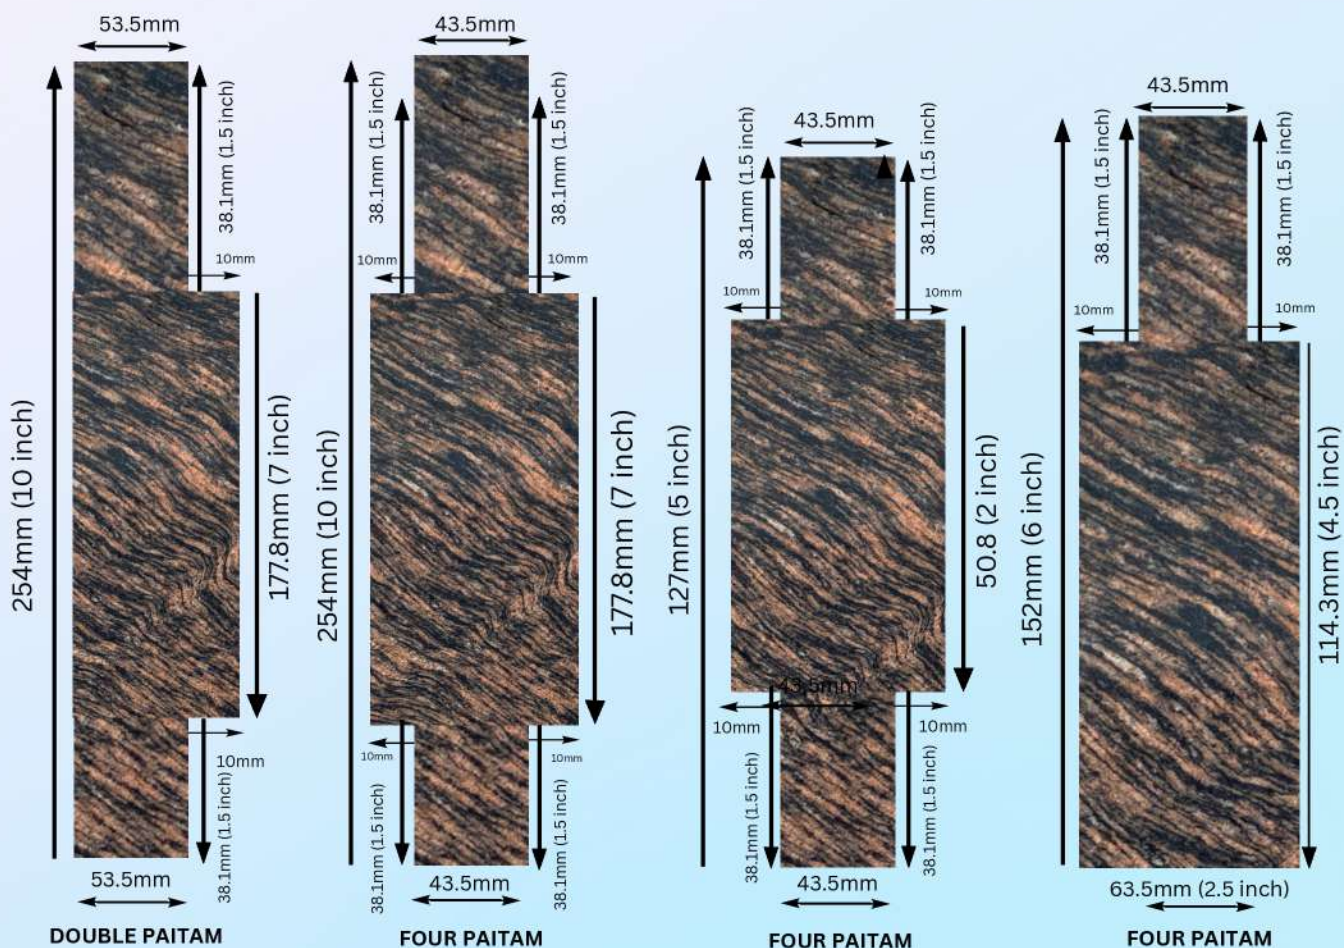 53.5mm
38.1mm (1.5 inch)
10mm
254mm (10 inch)
177.8mm (7 inch)
10mm
38.1mm (1.5 inch)
53.5mm
DOUBLE PAITAM
43.5mm
38.1mm (1.5 inch)
38.1mm (1.5 inch)
10mm
10mm
254mm (10 inch)
177.8mm (7 inch)
10mm
10mm
38.1mm (1.5 inch)
38.1mm (1.5 inch)
43.5mm
FOUR PAITAM
43.5mm
38.1mm (1.5 inch)
38.1mm (1.5 inch)
10mm
10mm
127mm (5 inch)
50.8 (2 inch)
43.5mm
10mm
10mm
38.1mm (1.5 inch)
38.1mm (1.5 inch)
43.5mm
FOUR PAITAM
43.5mm
38.1mm (1.5 inch)
38.1mm (1.5 inch)
10mm
10mm
152mm (6 inch)
114.3mm (4.5 inch)
63.5mm (2.5 inch)
FOUR PAITAM